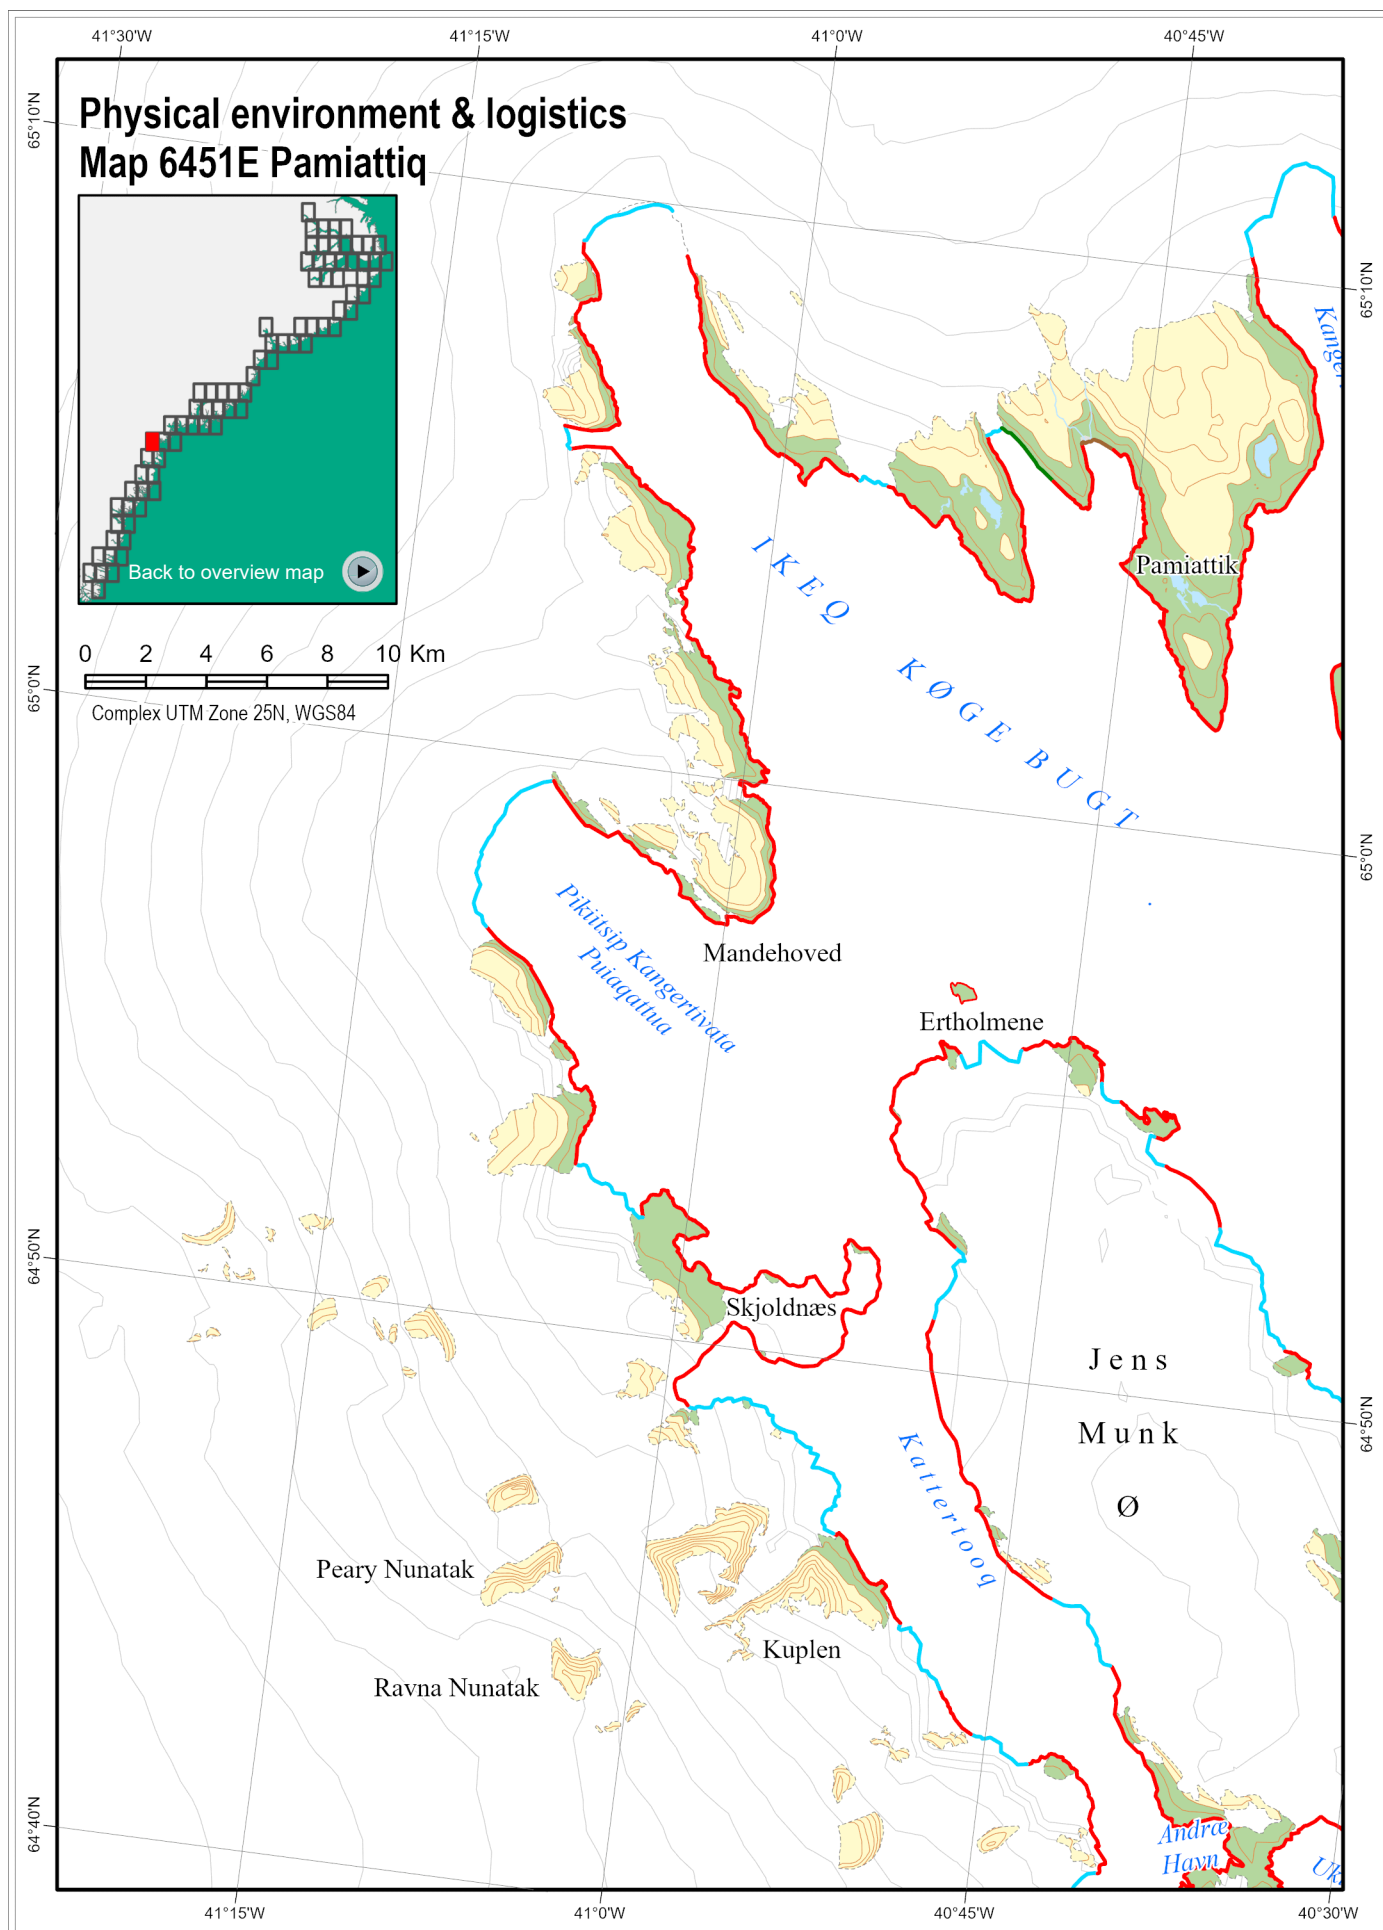 41°30'W
41°15'W
41°0'W
40°45'W
65°10'N
Physical environment & logistics
Map 6451E Pamiattiq
Back to overview map
0 2 4 6 8 10 Km
Complex UTM Zone 25N, WGS84
65°10'N
Kanger
IKEQ
Pamiattik
KØGE BUGT
65°0'N
65°0'N
Pikiitsip Kangertivata
Puiaqattua
Mandehoved
Ertholmene
64°50'N
Skjoldnæs
Jens
Munk
Ø
64°50'N
Kattertooq
Peary Nunatak
Kuplen
Ravna Nunatak
64°40'N
Andræ
Havn
41°15'W
41°0'W
40°45'W
40°30'W